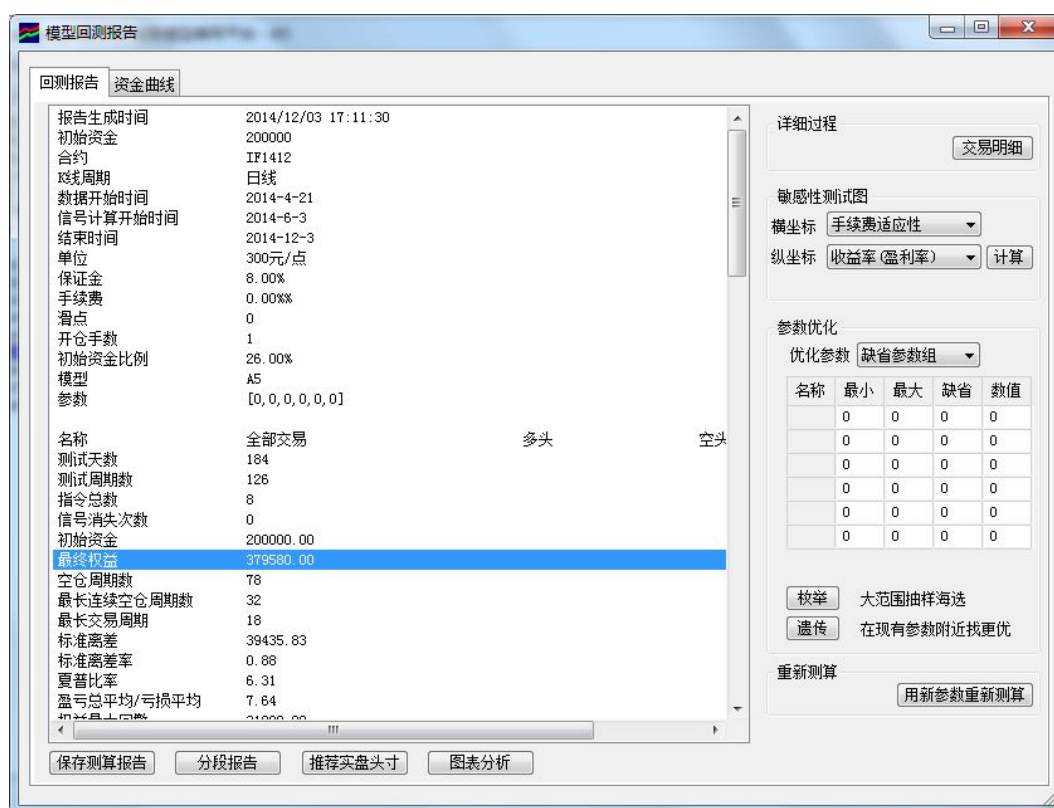 模型回测报告
回测报告 资金曲线
报告生成时间 2014/12/03 17:11:30
初始资金 200000
合约 IF1412
K线周期 日线
数据开始时间 2014-4-21
信号计算开始时间 2014-6-3
结束时间 2014-12-3
单位 300元/点
保证金 8.00%
手续费 0.00%%
滑点 0
开仓手数 1
初始资金比例 26.00%
模型 A5
参数 [0,0,0,0,0,0]
名称 全部交易 多头 空头
测试天数 184
测试周期数 126
指令总数 8
信号消失次数 0
初始资金 200000.00
最终权益 379580.00
空仓周期数 78
最长连续空仓周期数 32
最长交易周期 18
标准离差 39435.83
标准离差率 0.88
夏普比率 6.31
盈亏总平均/亏损平均 7.64
保存测算报告 分段报告 推荐实盘头寸 图表分析
详细过程
交易明细
敏感性测试图
横坐标 手续费适应性
纵坐标 收益率(盈利率) 计算
参数优化
优化参数 缺省参数组
名称 最小 最大 缺省 数值
0 0 0 0
0 0 0 0
0 0 0 0
0 0 0 0
0 0 0 0
0 0 0 0
枚举 大范围抽样海选
遗传 在现有参数附近找更优
重新测算
用新参数重新测算